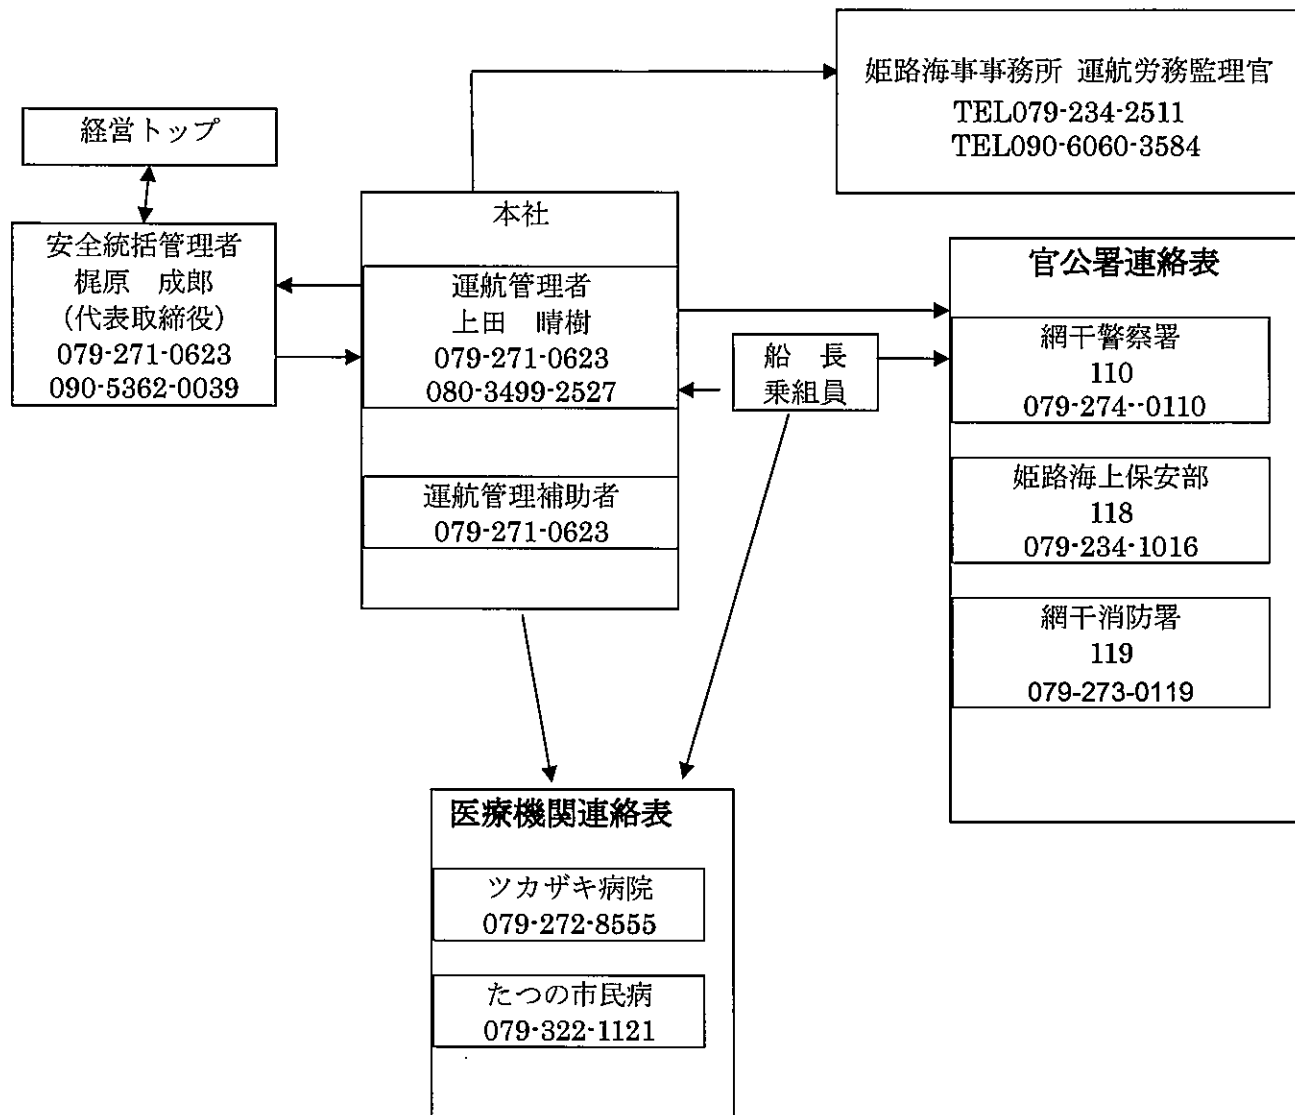 姫路海事事務所 運航労務監理官
TEL079-234-2511
TEL090-6060-3584
経営トップ
安全統括管理者
梶原 成郎
(代表取締役)
079-271-0623
090-5362-0039
本社
運航管理者
上田 晴樹
079-271-0623
080-3499-2527
運航管理補助者
079-271-0623
船 長
乗組員
官公署連絡表
網干警察署
110
079-274--0110
姫路海上保安部
118
079-234-1016
網干消防署
119
079-273-0119
医療機関連絡表
ツカザキ病院
079-272-8555
たつの市民病
079-322-1121